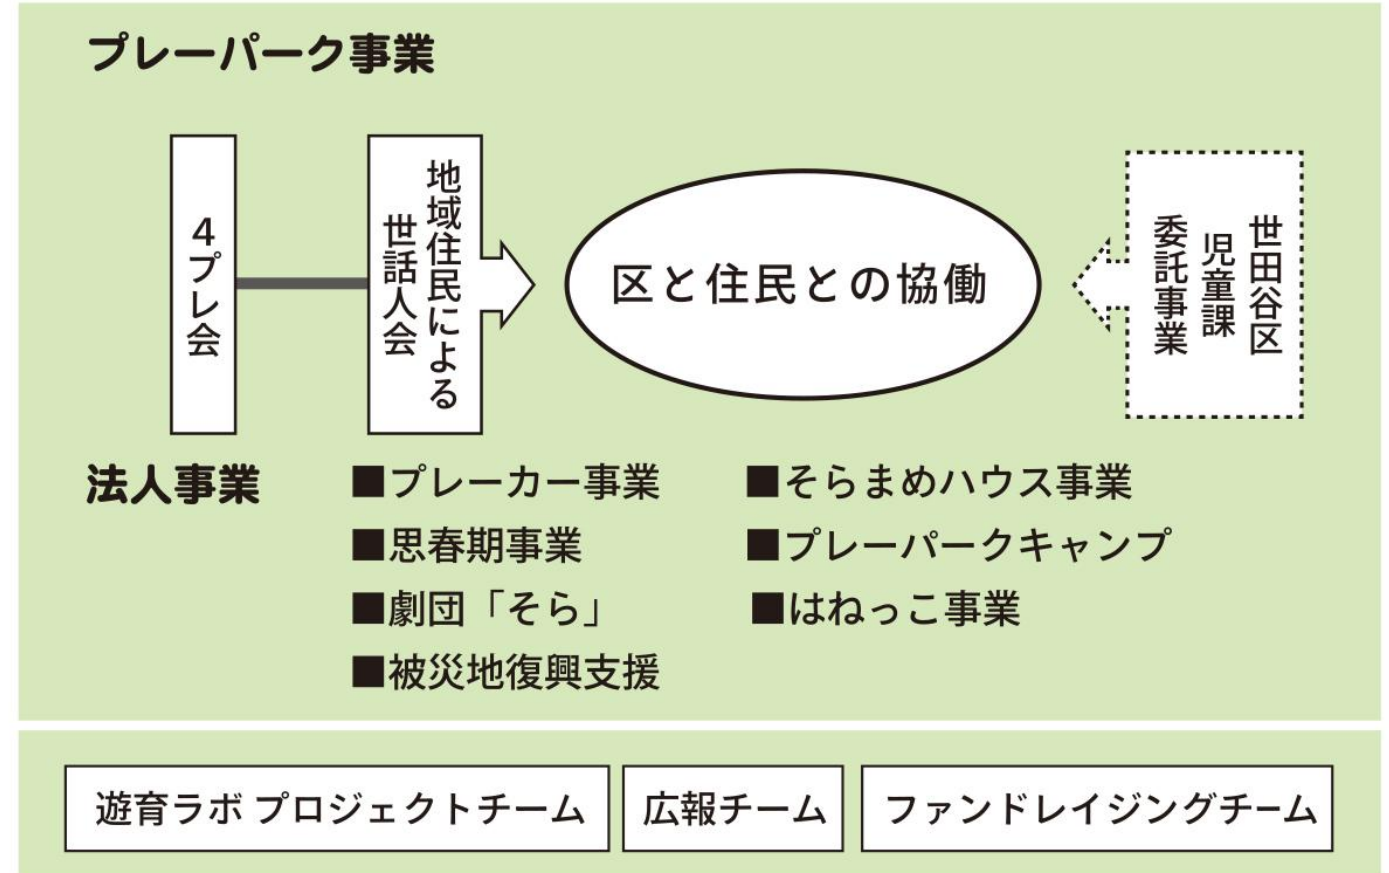 プレーパーク事業
4プレ会
地域住民による
世話人会
区と住民との協働
世田谷区
児童課
委託事業
法人事業
■プレーカー事業
■そらまめハウス事業
■思春期事業
■プレーパークキャンプ
■劇団「そら」
■はねっこ事業
■被災地復興支援
遊育ラボ プロジェクトチーム
広報チーム
ファンドレイジングチーム